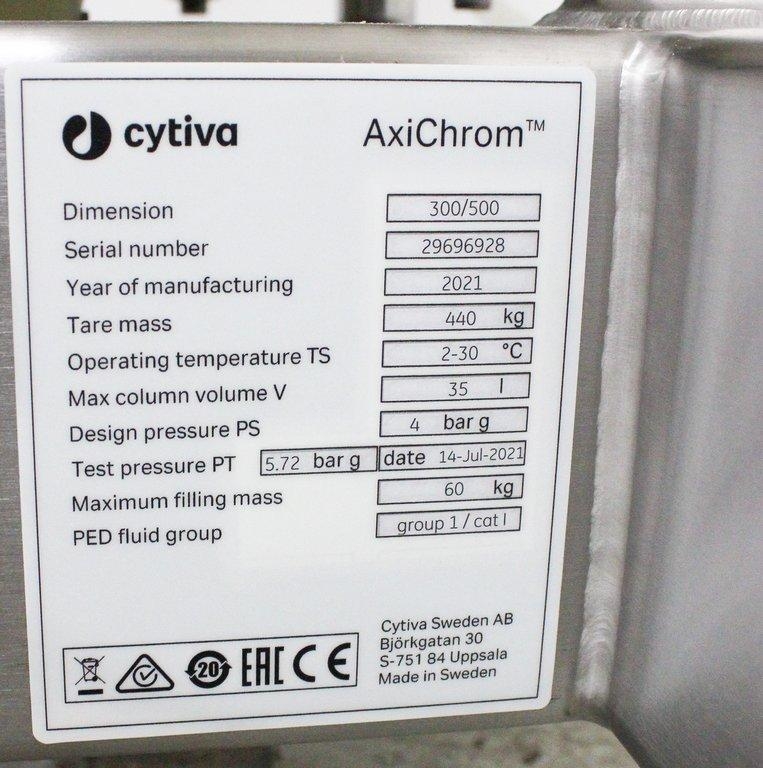 cytiva AxiChrom™
Dimension 300/500
Serial number 29696928
Year of manufacturing 2021
Tare mass 440 kg
Operating temperature TS 2-30 °C
Max column volume V 35 l
Design pressure PS 4 bar g
Test pressure PT 5.72 bar g date 14-Jul-2021
Maximum filling mass 60 kg
PED fluid group group 1 / cat I
20 EAC CE
Cytiva Sweden AB
Björkgatan 30
S-751 84 Uppsala
Made in Sweden